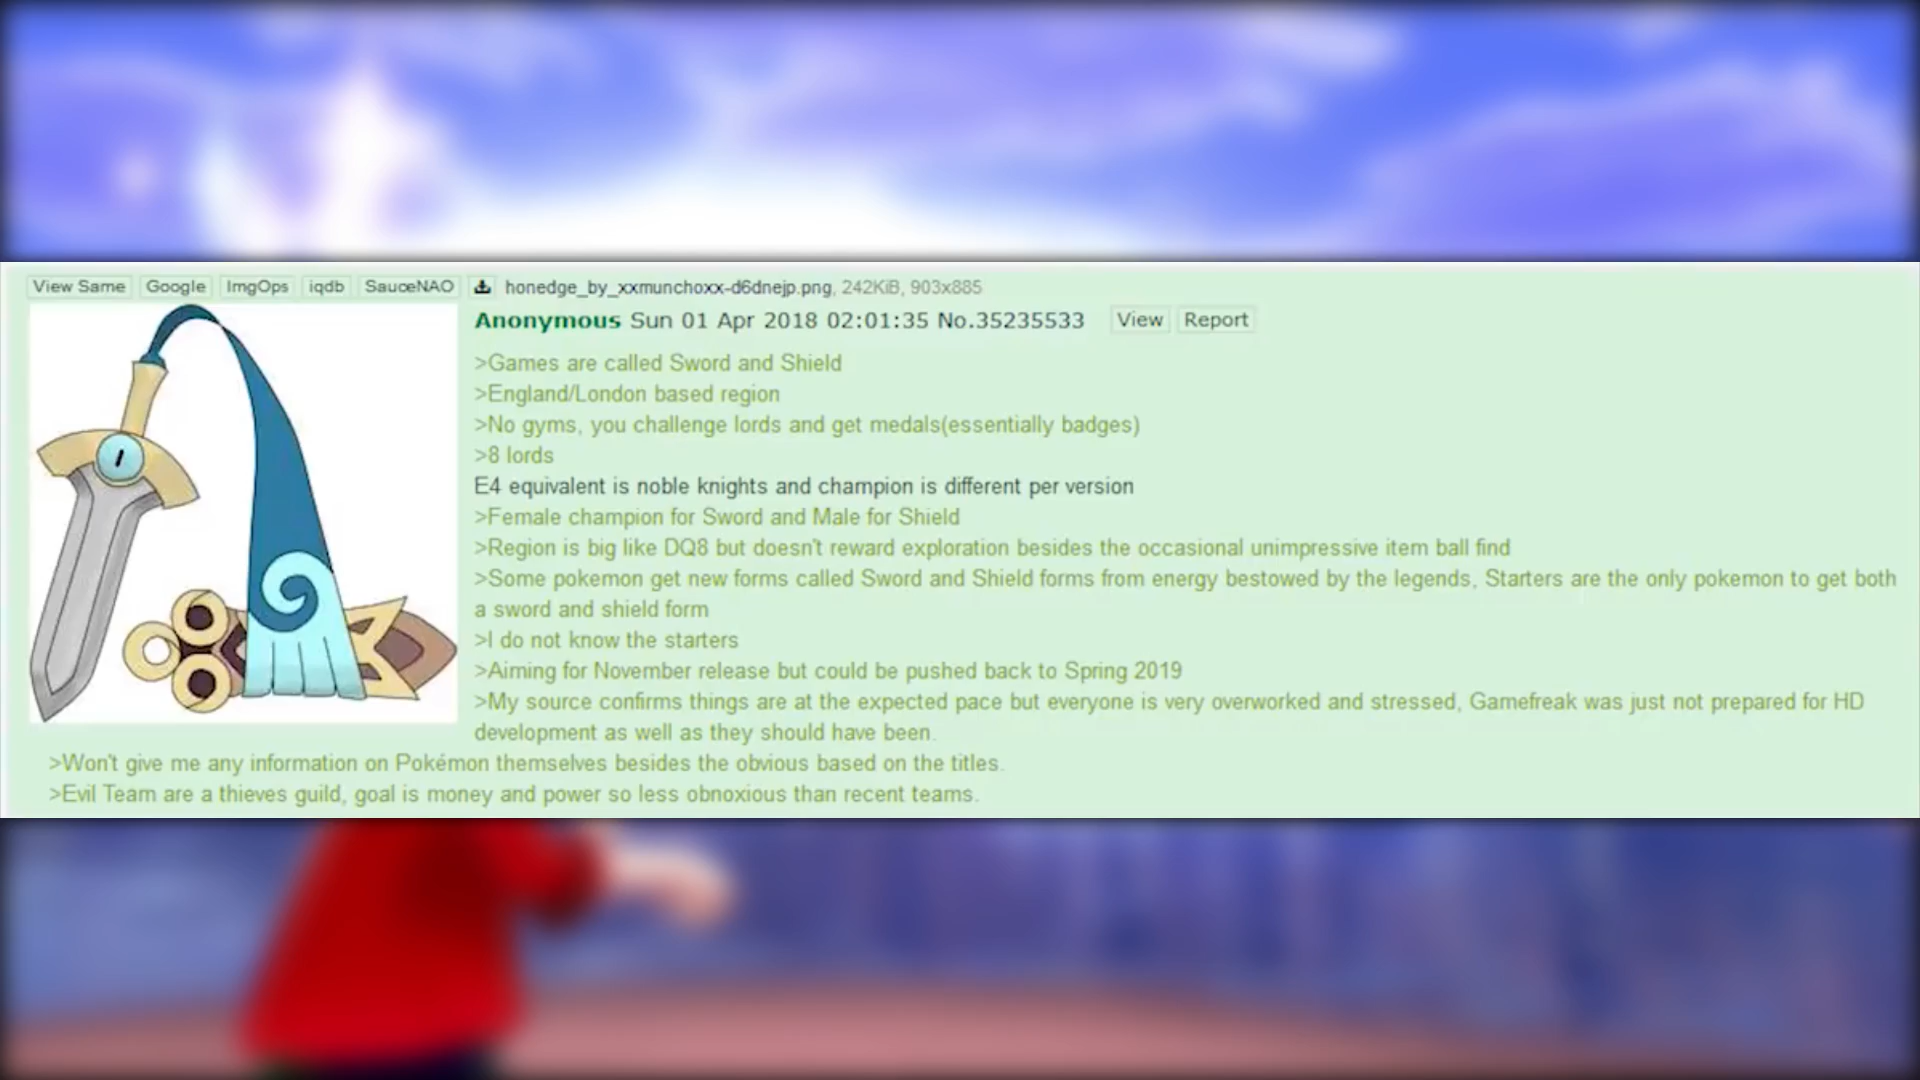 View Same Google ImgOps iqdb SauceNAO honedge_by_xxmunchoxx-d6dnejp.png, 242KiB, 903x885
Anonymous Sun 01 Apr 2018 02:01:35 No.35235533 View Report
>Games are called Sword and Shield
>England/London based region
>No gyms, you challenge lords and get medals(essentially badges)
>8 lords
E4 equivalent is noble knights and champion is different per version
>Female champion for Sword and Male for Shield
>Region is big like DQ8 but doesn't reward exploration besides the occasional unimpressive item ball find
>Some pokemon get new forms called Sword and Shield forms from energy bestowed by the legends, Starters are the only pokemon to get both
a sword and shield form
>I do not know the starters
>Aiming for November release but could be pushed back to Spring 2019
>My source confirms things are at the expected pace but everyone is very overworked and stressed, Gamefreak was just not prepared for HD
development as well as they should have been.
>Won't give me any information on Pokémon themselves besides the obvious based on the titles.
>Evil Team are a thieves guild, goal is money and power so less obnoxious than recent teams.